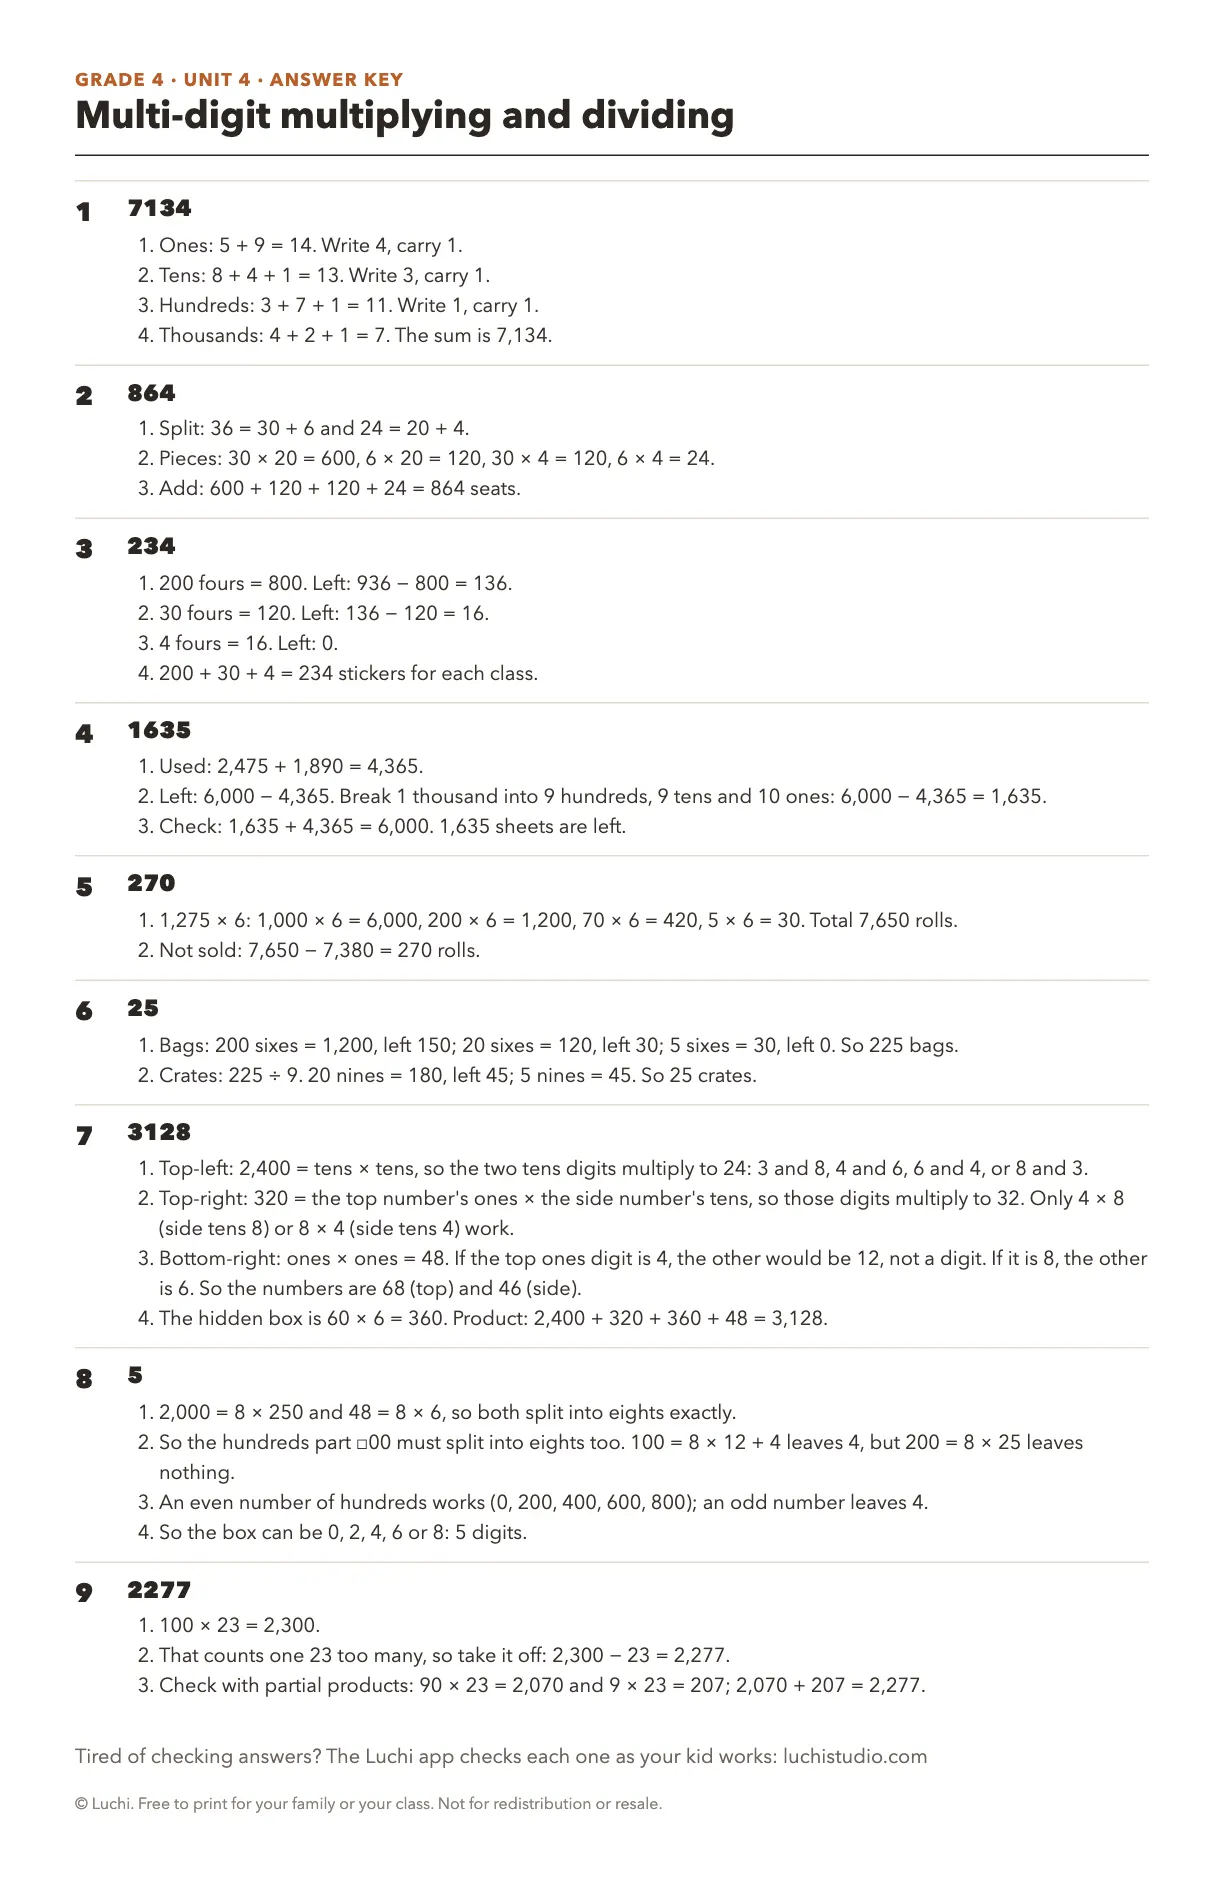 GRADE 4 · UNIT 4 · ANSWER KEY
Multi-digit multiplying and dividing
1 7134
1. Ones: 5 + 9 = 14. Write 4, carry 1.
2. Tens: 8 + 4 + 1 = 13. Write 3, carry 1.
3. Hundreds: 3 + 7 + 1 = 11. Write 1, carry 1.
4. Thousands: 4 + 2 + 1 = 7. The sum is 7,134.
2 864
1. Split: 36 = 30 + 6 and 24 = 20 + 4.
2. Pieces: 30 × 20 = 600, 6 × 20 = 120, 30 × 4 = 120, 6 × 4 = 24.
3. Add: 600 + 120 + 120 + 24 = 864 seats.
3 234
1. 200 fours = 800. Left: 936 − 800 = 136.
2. 30 fours = 120. Left: 136 − 120 = 16.
3. 4 fours = 16. Left: 0.
4. 200 + 30 + 4 = 234 stickers for each class.
4 1635
1. Used: 2,475 + 1,890 = 4,365.
2. Left: 6,000 − 4,365. Break 1 thousand into 9 hundreds, 9 tens and 10 ones: 6,000 − 4,365 = 1,635.
3. Check: 1,635 + 4,365 = 6,000. 1,635 sheets are left.
5 270
1. 1,275 × 6: 1,000 × 6 = 6,000, 200 × 6 = 1,200, 70 × 6 = 420, 5 × 6 = 30. Total 7,650 rolls.
2. Not sold: 7,650 − 7,380 = 270 rolls.
6 25
1. Bags: 200 sixes = 1,200, left 150; 20 sixes = 120, left 30; 5 sixes = 30, left 0. So 225 bags.
2. Crates: 225 ÷ 9. 20 nines = 180, left 45; 5 nines = 45. So 25 crates.
7 3128
1. Top-left: 2,400 = tens × tens, so the two tens digits multiply to 24: 3 and 8, 4 and 6, 6 and 4, or 8 and 3.
2. Top-right: 320 = the top number's ones × the side number's tens, so those digits multiply to 32. Only 4 × 8
(side tens 8) or 8 × 4 (side tens 4) work.
3. Bottom-right: ones × ones = 48. If the top ones digit is 4, the other would be 12, not a digit. If it is 8, the other
is 6. So the numbers are 68 (top) and 46 (side).
4. The hidden box is 60 × 6 = 360. Product: 2,400 + 320 + 360 + 48 = 3,128.
8 5
1. 2,000 = 8 × 250 and 48 = 8 × 6, so both split into eights exactly.
2. So the hundreds part □00 must split into eights too. 100 = 8 × 12 + 4 leaves 4, but 200 = 8 × 25 leaves
nothing.
3. An even number of hundreds works (0, 200, 400, 600, 800); an odd number leaves 4.
4. So the box can be 0, 2, 4, 6 or 8: 5 digits.
9 2277
1. 100 × 23 = 2,300.
2. That counts one 23 too many, so take it off: 2,300 − 23 = 2,277.
3. Check with partial products: 90 × 23 = 2,070 and 9 × 23 = 207; 2,070 + 207 = 2,277.
Tired of checking answers? The Luchi app checks each one as your kid works: luchistudio.com
© Luchi. Free to print for your family or your class. Not for redistribution or resale.